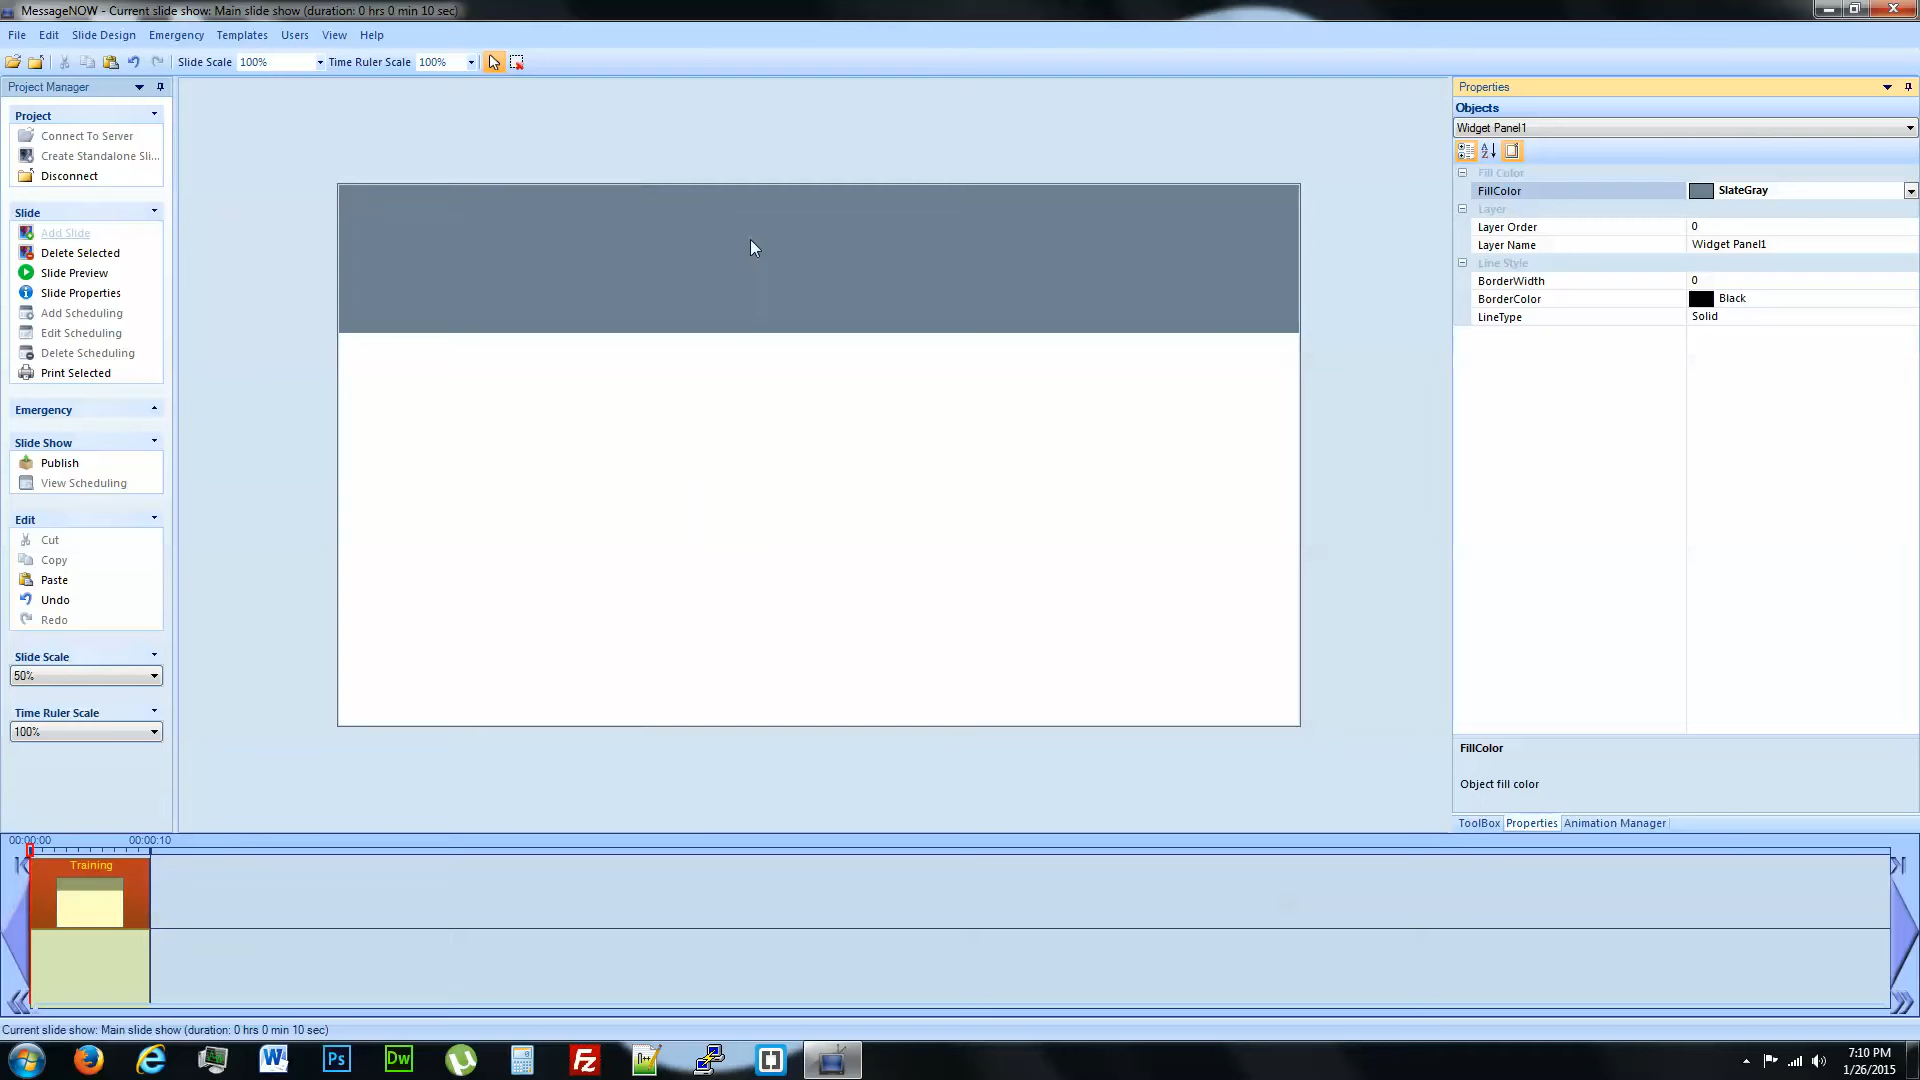 MessageNOW - Current slide show: Main slide show (duration: 0 hrs 0 min 10 sec)
File Edit Slide Design Emergency Templates Users View Help
Slide Scale 100% Time Ruler Scale 100%
Project Manager
Project
Connect To Server
Create Standalone Sli...
Disconnect
Slide
Add Slide
Delete Selected
Slide Preview
Slide Properties
Add Scheduling
Edit Scheduling
Delete Scheduling
Print Selected
Emergency
Slide Show
Publish
View Scheduling
Edit
Cut
Copy
Paste
Undo
Redo
Slide Scale
50%
Time Ruler Scale
100%
Properties
Objects
Widget Panel1
Fill Color
FillColor SlateGray
Layer
Layer Order 0
Layer Name Widget Panel1
Line Style
BorderWidth 0
BorderColor Black
LineType Solid
FillColor
Object fill color
ToolBox Properties Animation Manager
00:00:00 00:00:10
Training
Current slide show: Main slide show (duration: 0 hrs 0 min 10 sec)
7:10 PM
1/26/2015